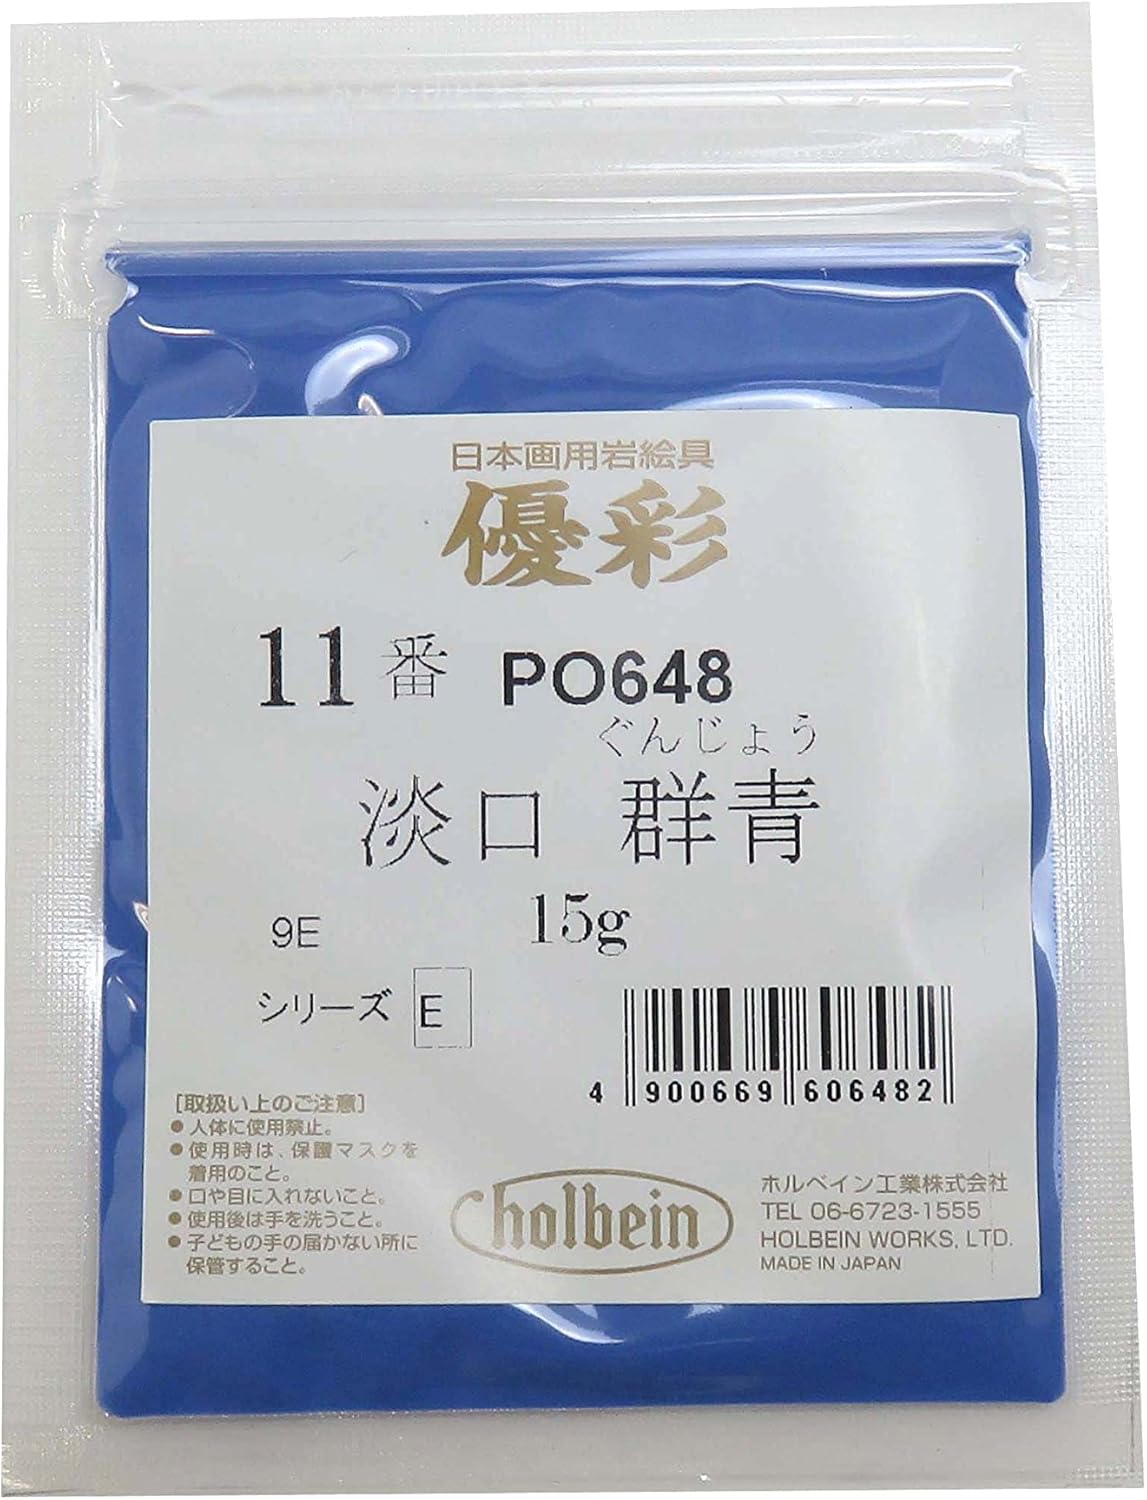 日本画用岩絵具
優彩
11番 PO648
ぐんじょう
淡口 群青
9E 15g
シリーズ E
4 900669 606482
[取扱い上のご注意]
● 人体に使用禁止。
● 使用時は、保護マスクを
着用のこと。
● 口や目に入れないこと。
● 使用後は手を洗うこと。
● 子どもの手の届かない所に
保管すること。
holbein
ホルベイン工業株式会社
TEL 06-6723-1555
HOLBEIN WORKS, LTD.
MADE IN JAPAN